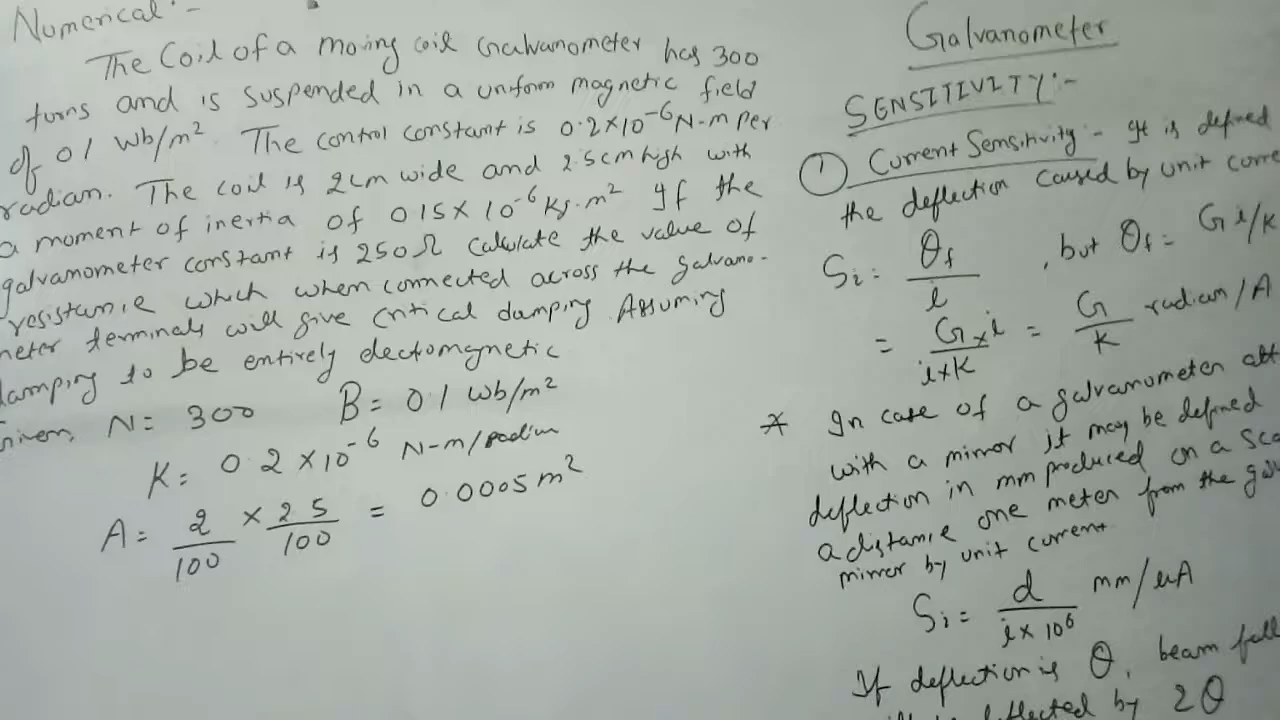 Numerical:-
The Coil of a moving coil Galvanometer has 300
turns and is suspended in a uniform magnetic field
of 0.1 Wb/m². The control constant is 0.2×10⁻⁶ N-m per
radian. The coil is 2cm wide and 2.5cm high with
a moment of inertia of 0.15×10⁻⁶ Kg.m² If the
galvanometer constant is 250Ω Calculate the value of
resistance which when connected across the galvano-
meter terminals will give critical damping Assuming
damping to be entirely electomagnetic
Given, N= 300 B= 0.1 wb/m²
K= 0.2×10⁻⁶ N-m/radian
A= 2/100 × 2.5/100 = 0.0005 m²
Galvanometer
SENSITIVITY:-
① Current Sensitivity:- It is defined
the deflection caused by unit curre
Si= θf/i , but θf= Gi/K
= G×i/i×K = G/K radian/A
* In case of a galvanometer att
with a mirror it may be defined
deflection in mm produced on a sca
a distance one meter from the gal
mirror by unit current
Si= d/i×10⁶ mm/uA
If deflection is θ, beam fall
deflected by 2θ